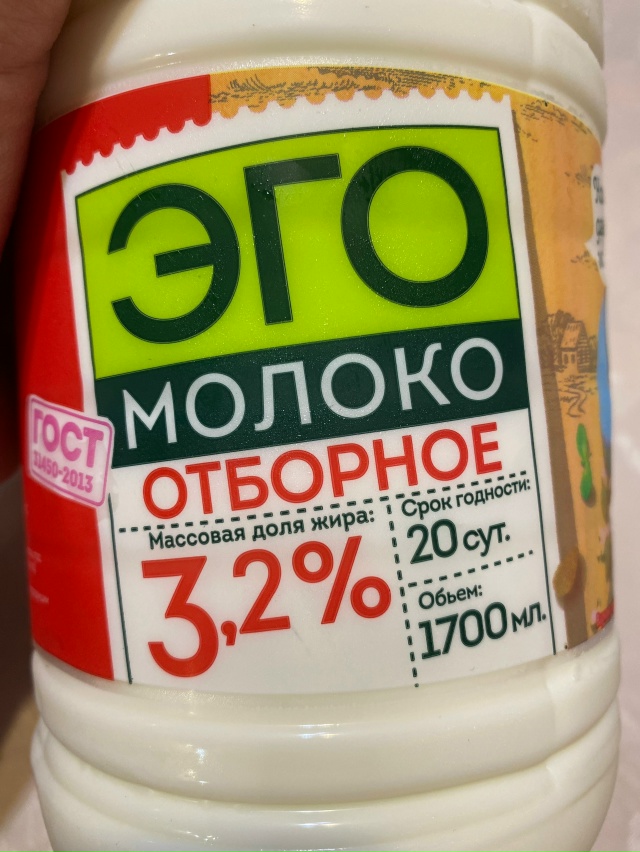 ЭГО
МОЛОКО
ГОСТ
31450-2013
ОТБОРНОЕ
Массовая доля жира:
3,2%
Срок годности:
20 сут.
Обьем:
1700 мл.